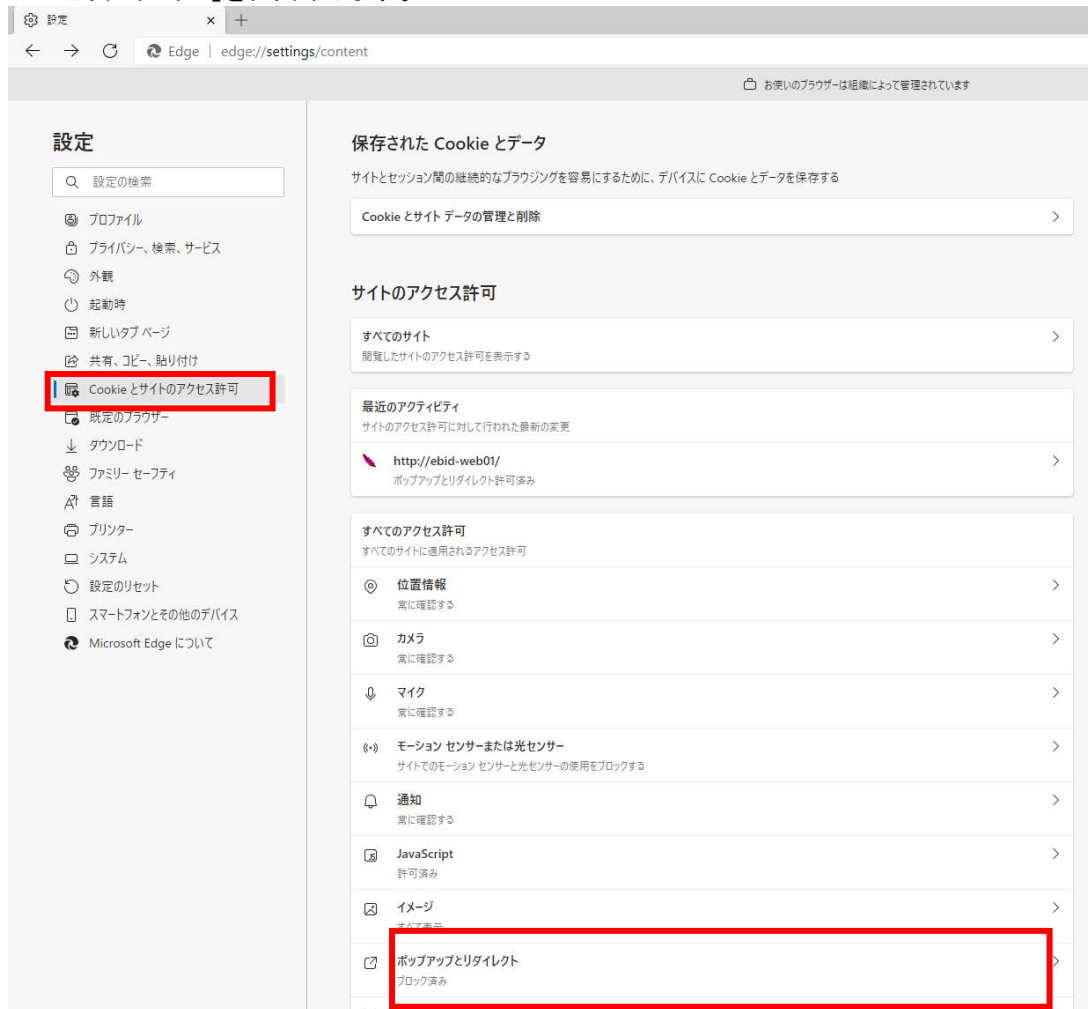 設定
Edge | edge://settings/content
お使いのブラウザーは組織によって管理されています
設定
設定の検索
プロファイル
プライバシー、検索、サービス
外観
起動時
新しいタブ ページ
共有、コピー、貼り付け
Cookie とサイトのアクセス許可
既定のブラウザー
ダウンロード
ファミリー セーフティ
言語
プリンター
システム
設定のリセット
スマートフォンとその他のデバイス
Microsoft Edge について
保存された Cookie とデータ
サイトとセッション間の継続的なブラウジングを容易にするために、デバイスに Cookie とデータを保存する
Cookie とサイト データの管理と削除
サイトのアクセス許可
すべてのサイト
閲覧したサイトのアクセス許可を表示する
最近のアクティビティ
サイトのアクセス許可に対して行われた最新の変更
http://ebid-web01/
ポップアップとリダイレクト許可済み
すべてのアクセス許可
すべてのサイトに適用されるアクセス許可
位置情報
常に確認する
カメラ
常に確認する
マイク
常に確認する
モーション センサーまたは光センサー
サイトでのモーション センサーと光センサーの使用をブロックする
通知
常に確認する
JavaScript
許可済み
イメージ
すべて表示
ポップアップとリダイレクト
ブロック済み